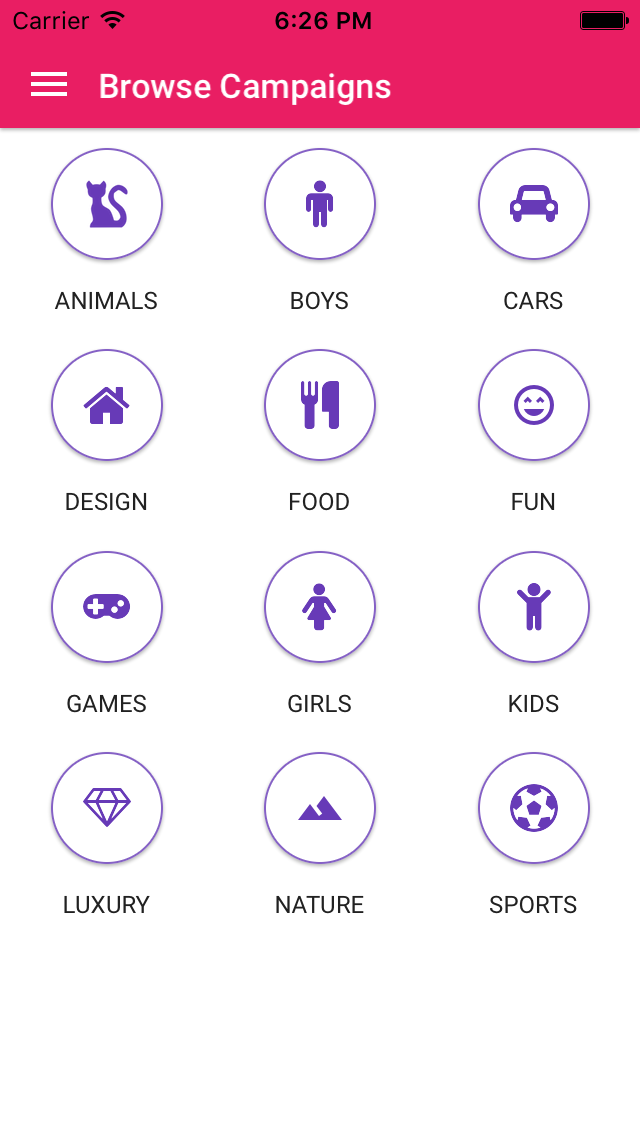 Carrier 6:26 PM
Browse Campaigns
ANIMALS BOYS CARS
DESIGN FOOD FUN
GAMES GIRLS KIDS
LUXURY NATURE SPORTS